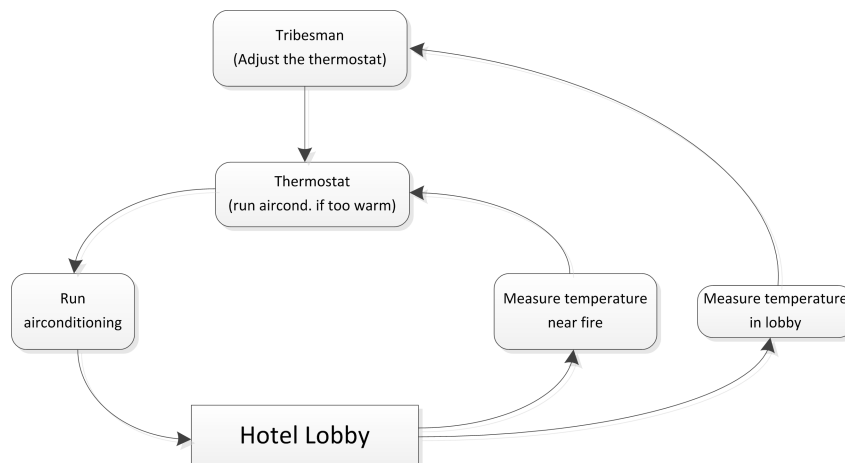 Tribesman
(Adjust the thermostat)
Thermostat
(run aircond. if too warm)
Run
airconditioning
Measure temperature
near fire
Measure temperature
in lobby
Hotel Lobby